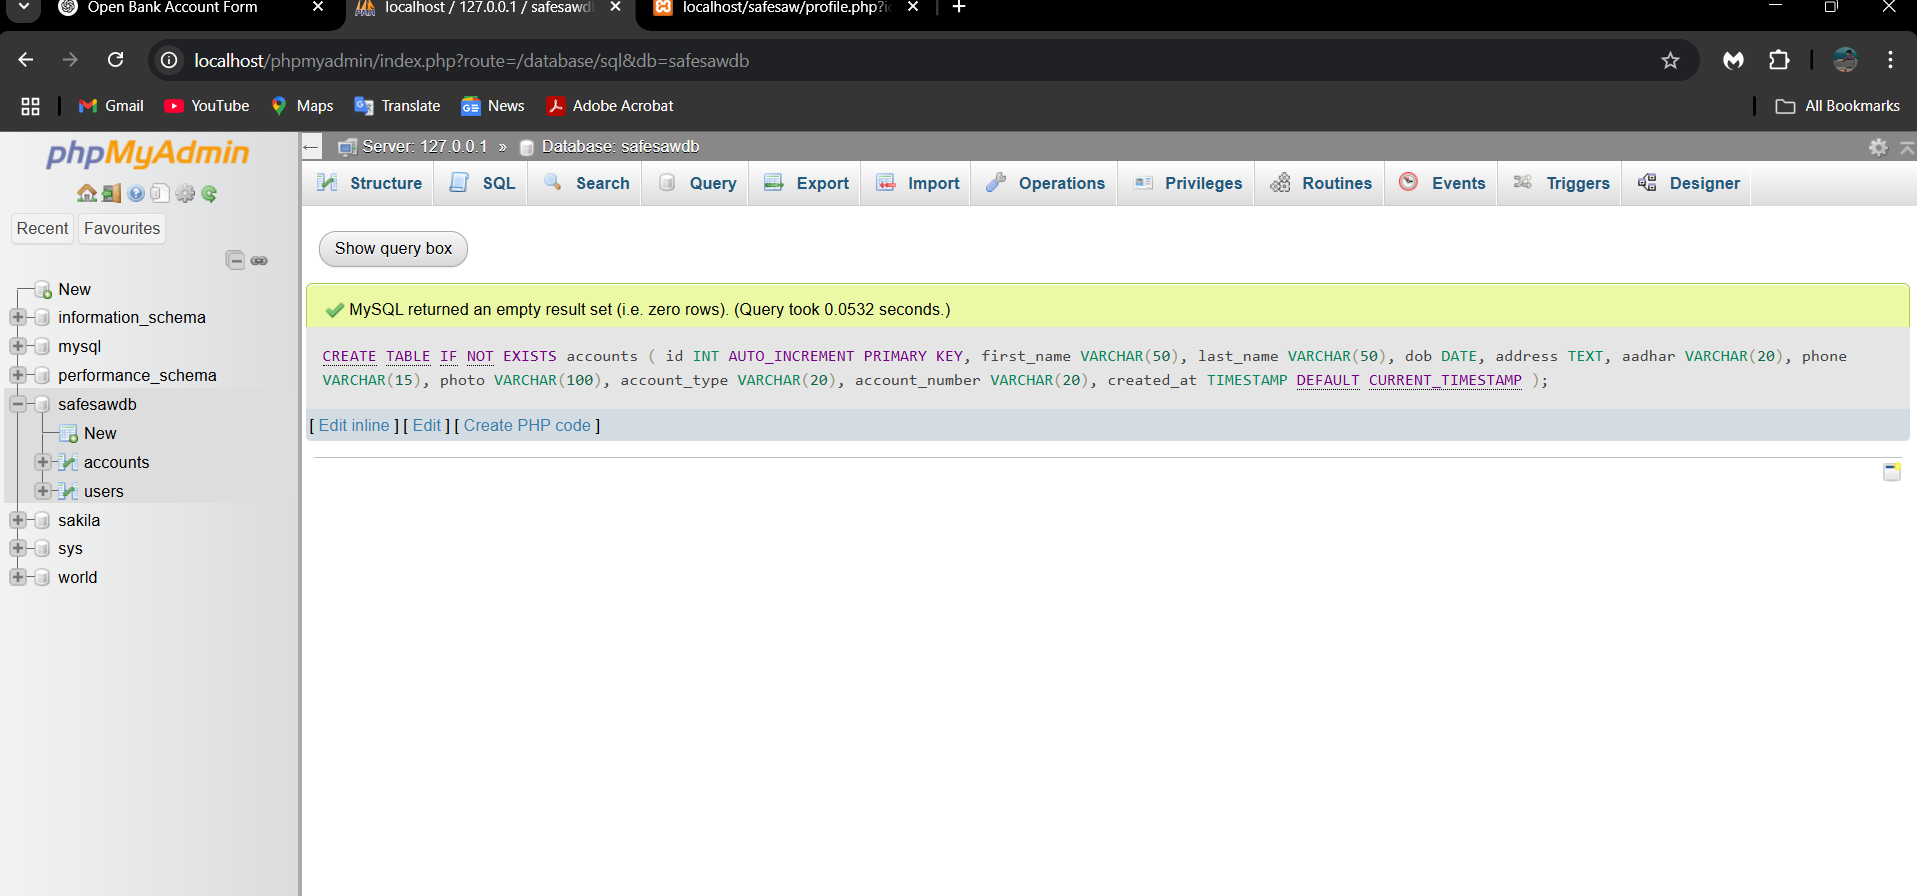 Open Bank Account Form
localhost / 127.0.0.1 / safesawdb
localhost/safesaw/profile.php?i
localhost/phpmyadmin/index.php?route=/database/sql&db=safesawdb
Gmail YouTube Maps Translate News Adobe Acrobat All Bookmarks
phpMyAdmin
Recent Favourites
New
information_schema
mysql
performance_schema
safesawdb
New
accounts
users
sakila
sys
world
Server: 127.0.0.1 » Database: safesawdb
Structure SQL Search Query Export Import Operations Privileges Routines Events Triggers Designer
Show query box
MySQL returned an empty result set (i.e. zero rows). (Query took 0.0532 seconds.)
CREATE TABLE IF NOT EXISTS accounts ( id INT AUTO_INCREMENT PRIMARY KEY, first_name VARCHAR(50), last_name VARCHAR(50), dob DATE, address TEXT, aadhar VARCHAR(20), phone
VARCHAR(15), photo VARCHAR(100), account_type VARCHAR(20), account_number VARCHAR(20), created_at TIMESTAMP DEFAULT CURRENT_TIMESTAMP );
[ Edit inline ] [ Edit ] [ Create PHP code ]